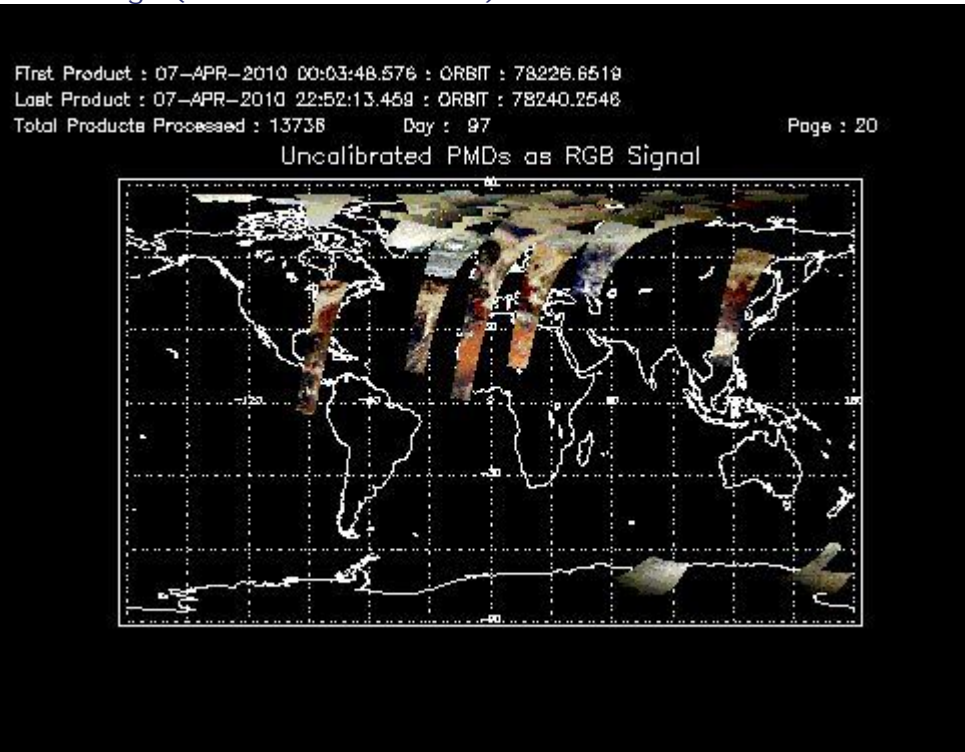 First Product : 07-APR-2010 00:03:48.576 : ORBIT : 78226.6519
Last Product : 07-APR-2010 22:52:13.459 : ORBIT : 78240.2546
Total Products Processed : 13736 Day : 97 Page : 20
Uncalibrated PMDs as RGB Signal